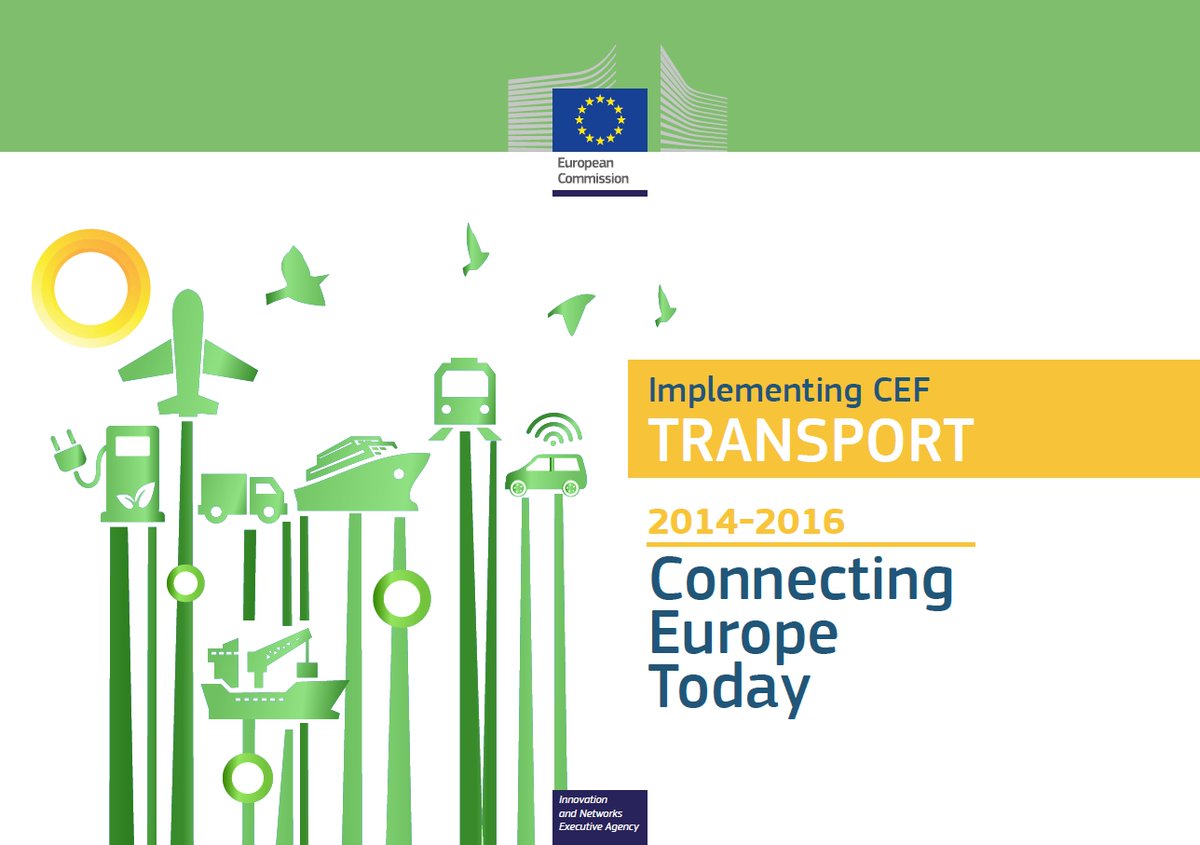 European
Commission
Implementing CEF
TRANSPORT
2014-2016
Connecting
Europe
Today
Innovation
and Networks
Executive Agency